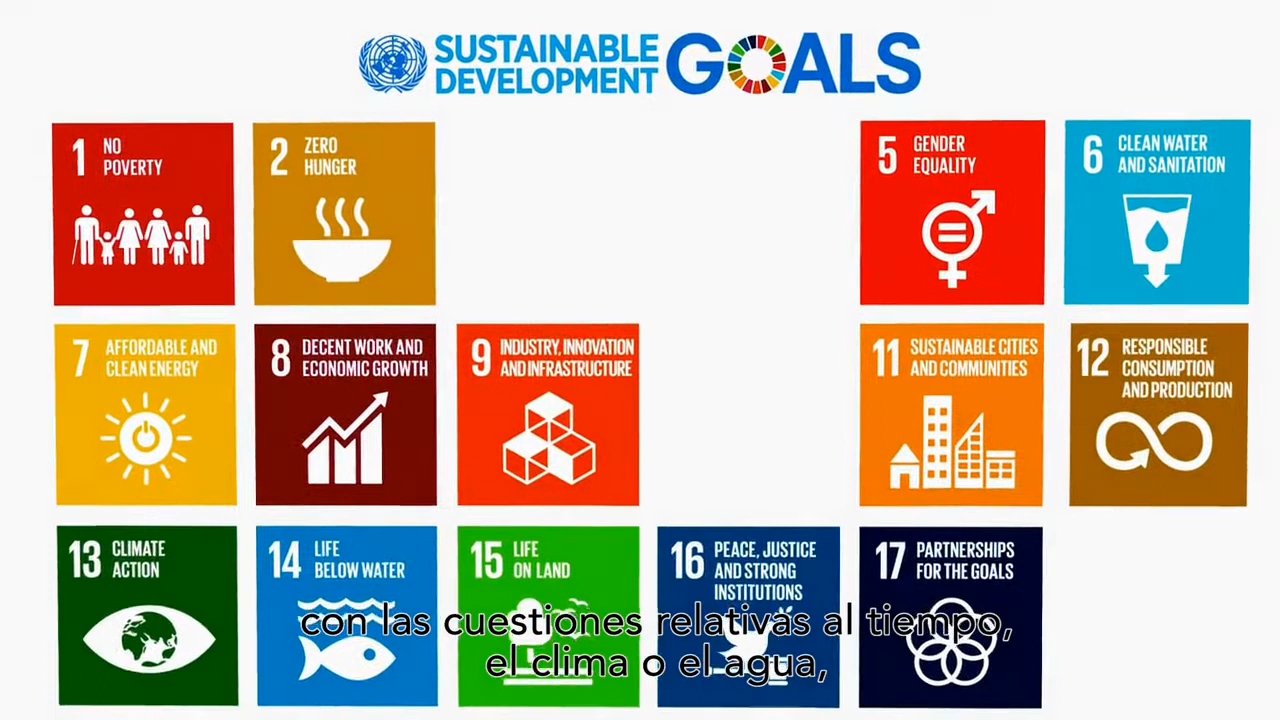 SUSTAINABLE
DEVELOPMENT
GOALS
1 NO
POVERTY
2 ZERO
HUNGER
5 GENDER
EQUALITY
6 CLEAN WATER
AND SANITATION
7 AFFORDABLE AND
CLEAN ENERGY
8 DECENT WORK AND
ECONOMIC GROWTH
9 INDUSTRY, INNOVATION
AND INFRASTRUCTURE
11 SUSTAINABLE CITIES
AND COMMUNITIES
12 RESPONSIBLE
CONSUMPTION
AND PRODUCTION
13 CLIMATE
ACTION
14 LIFE
BELOW WATER
15 LIFE
ON LAND
16 PEACE, JUSTICE
AND STRONG
INSTITUTIONS
17 PARTNERSHIPS
FOR THE GOALS
con las cuestiones relativas al tiempo,
el clima o el agua,